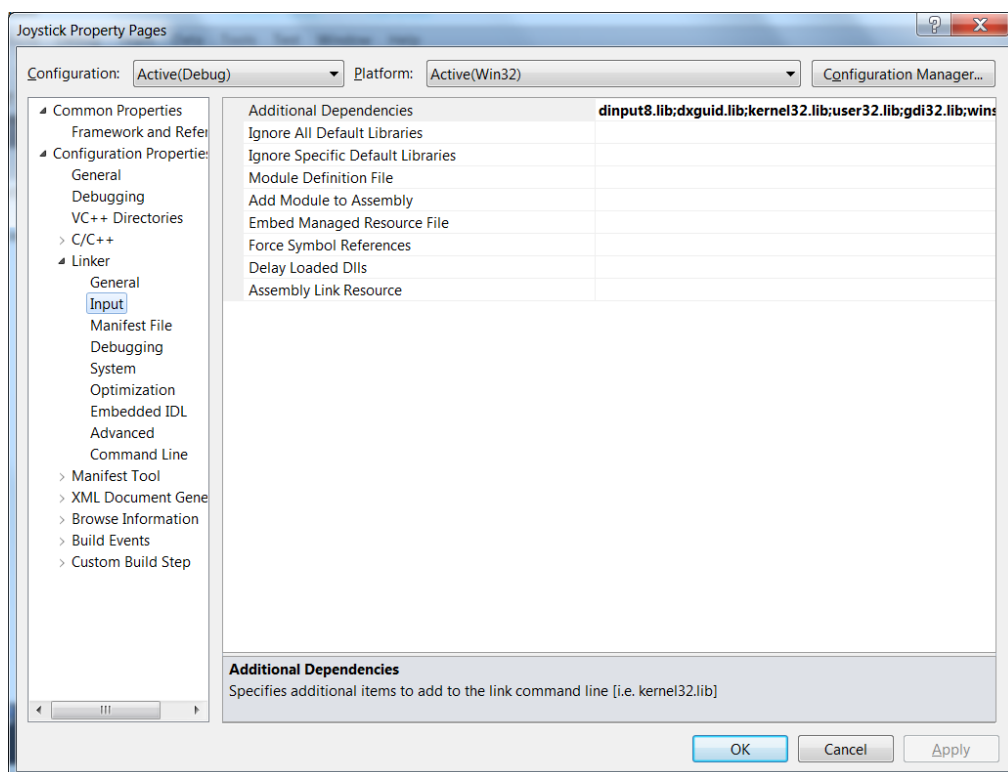 Joystick Property Pages
Configuration: Active(Debug) Platform: Active(Win32) Configuration Manager...
Common Properties
Framework and Refer
Configuration Properties
General
Debugging
VC++ Directories
C/C++
Linker
General
Input
Manifest File
Debugging
System
Optimization
Embedded IDL
Advanced
Command Line
Manifest Tool
XML Document Gene
Browse Information
Build Events
Custom Build Step
Additional Dependencies dinput8.lib;dxguid.lib;kernel32.lib;user32.lib;gdi32.lib;wins
Ignore All Default Libraries
Ignore Specific Default Libraries
Module Definition File
Add Module to Assembly
Embed Managed Resource File
Force Symbol References
Delay Loaded Dlls
Assembly Link Resource
Additional Dependencies
Specifies additional items to add to the link command line [i.e. kernel32.lib]
OK Cancel Apply